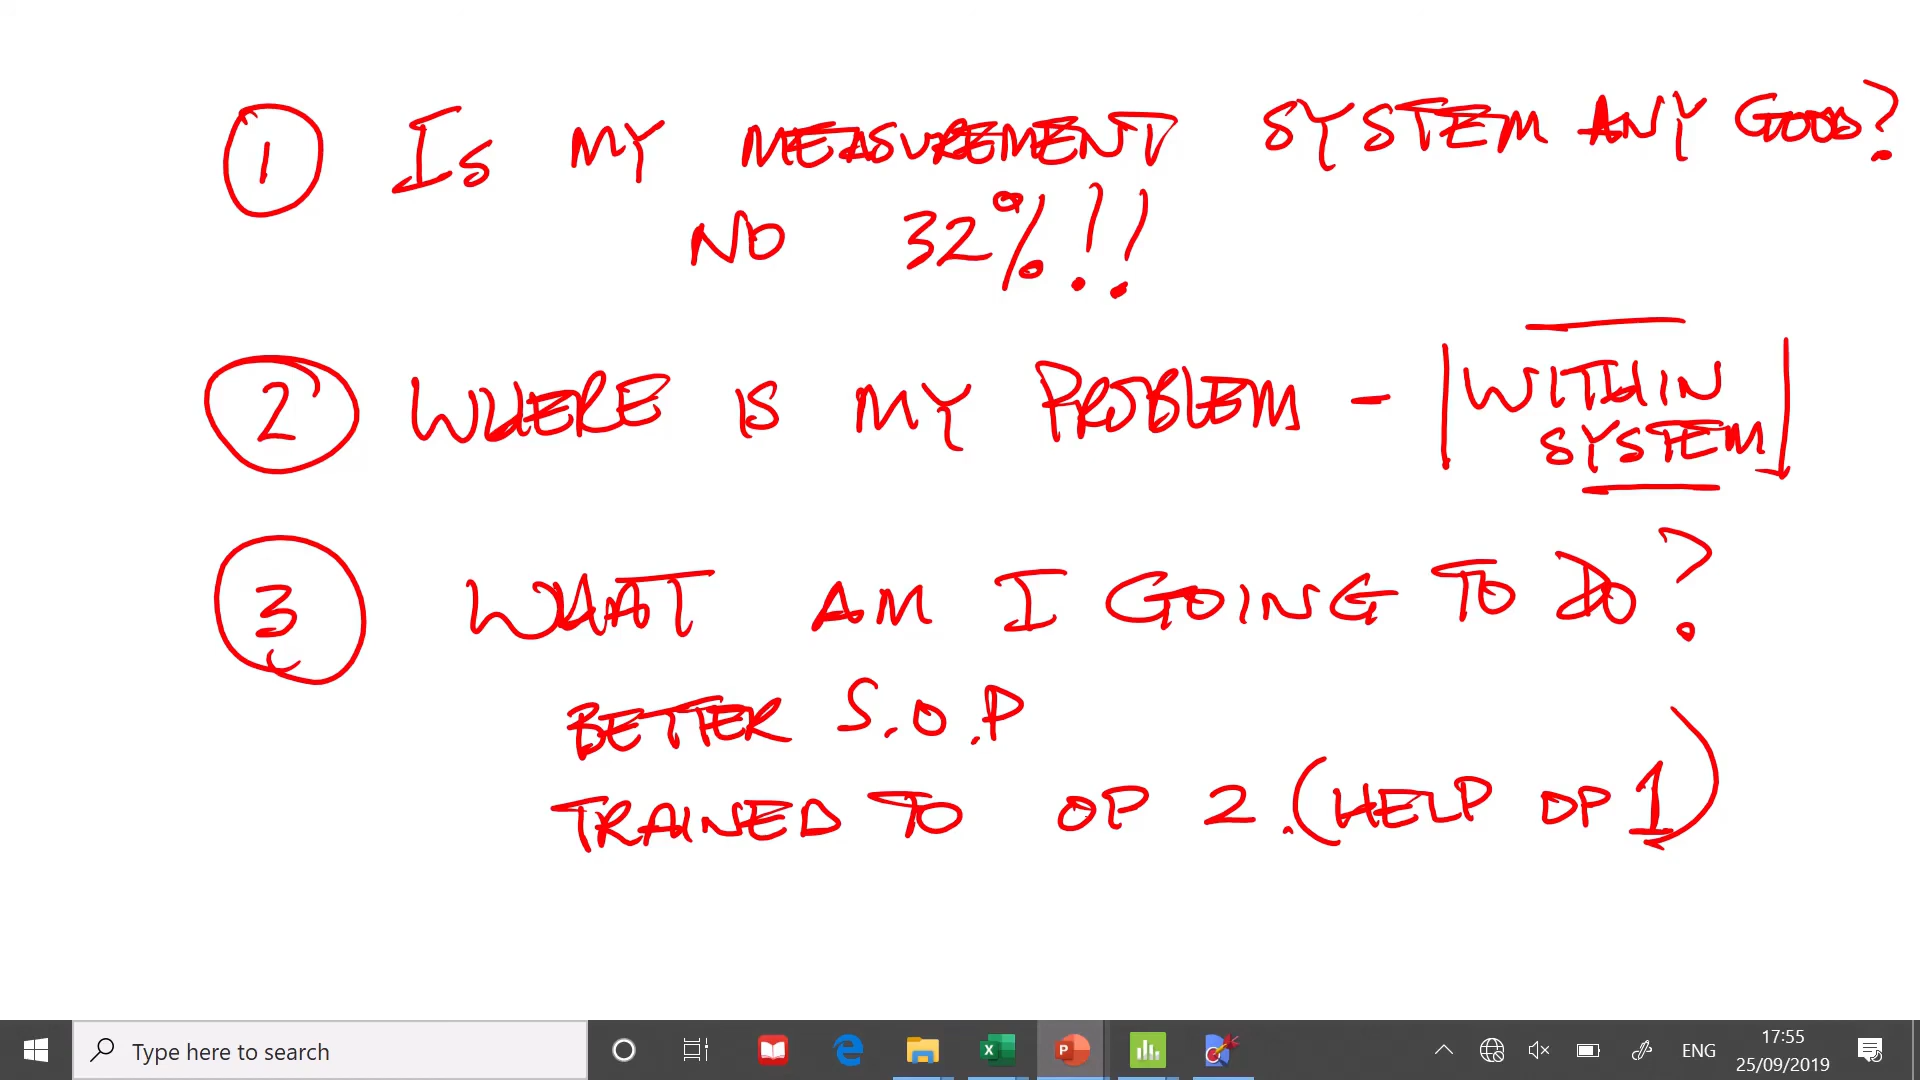 1 Is MY MEASUREMENT SYSTEM ANY GOOD?
NO 32%!!
2 WHERE IS MY PROBLEM - WITHIN
SYSTEM
3 WHAT AM I GOING TO DO?
BETTER S.O.P
TRAINED TO OP 2. (HELP OP 1)
Type here to search
ENG
17:55
25/09/2019